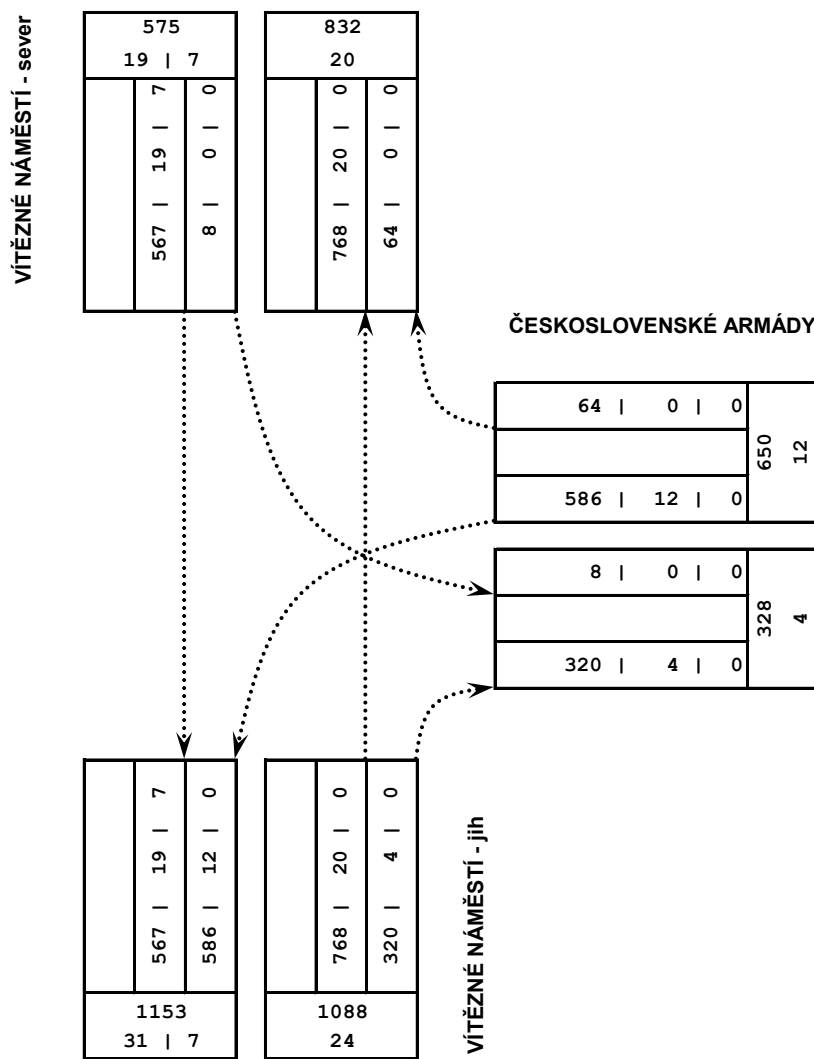 VÍTĚZNÉ NÁMĚSTÍ - sever
575
19 | 7
567 | 19 | 7
8 | 0 | 0
832
20
768 | 20 | 0
64 | 0 | 0
ČESKOSLOVENSKÉ ARMÁDY
64 | 0 | 0
586 | 12 | 0
650
12
8 | 0 | 0
320 | 4 | 0
328
4
567 | 19 | 7
586 | 12 | 0
1153
31 | 7
768 | 20 | 0
320 | 4 | 0
1088
24
VÍTĚZNÉ NÁMĚSTÍ - jih